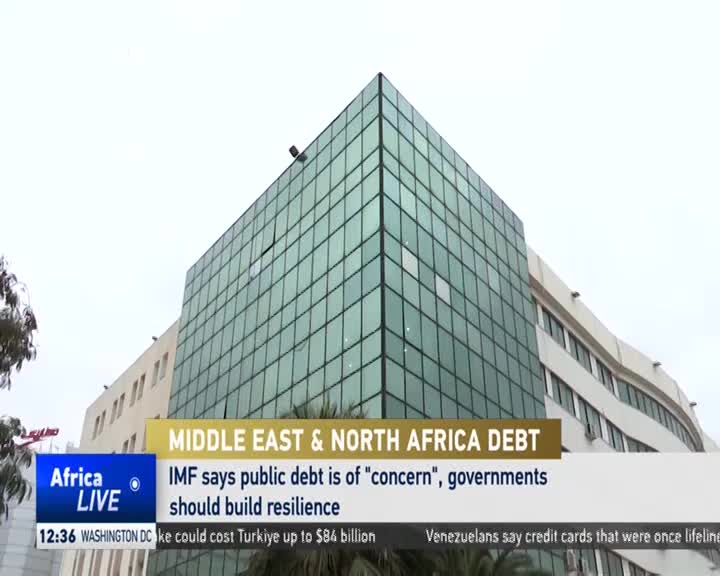 MIDDLE EAST & NORTH AFRICA DEBT
IMF says public debt is of "concern", governments
should build resilience
Africa
LIVE
12:36 WASHINGTON DC
ke could cost Turkiye up to $84 billion
Venezuelans say credit cards that were once lifeline